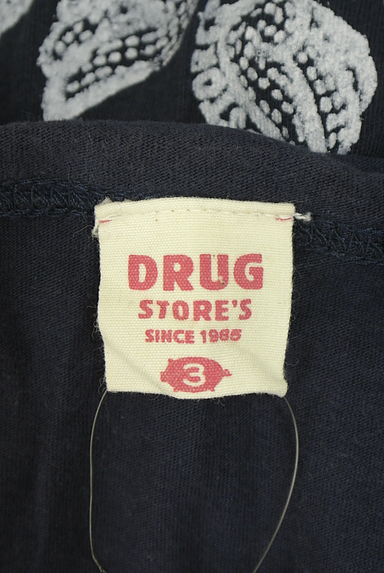 DRUG
STORE'S
SINCE 1985
3